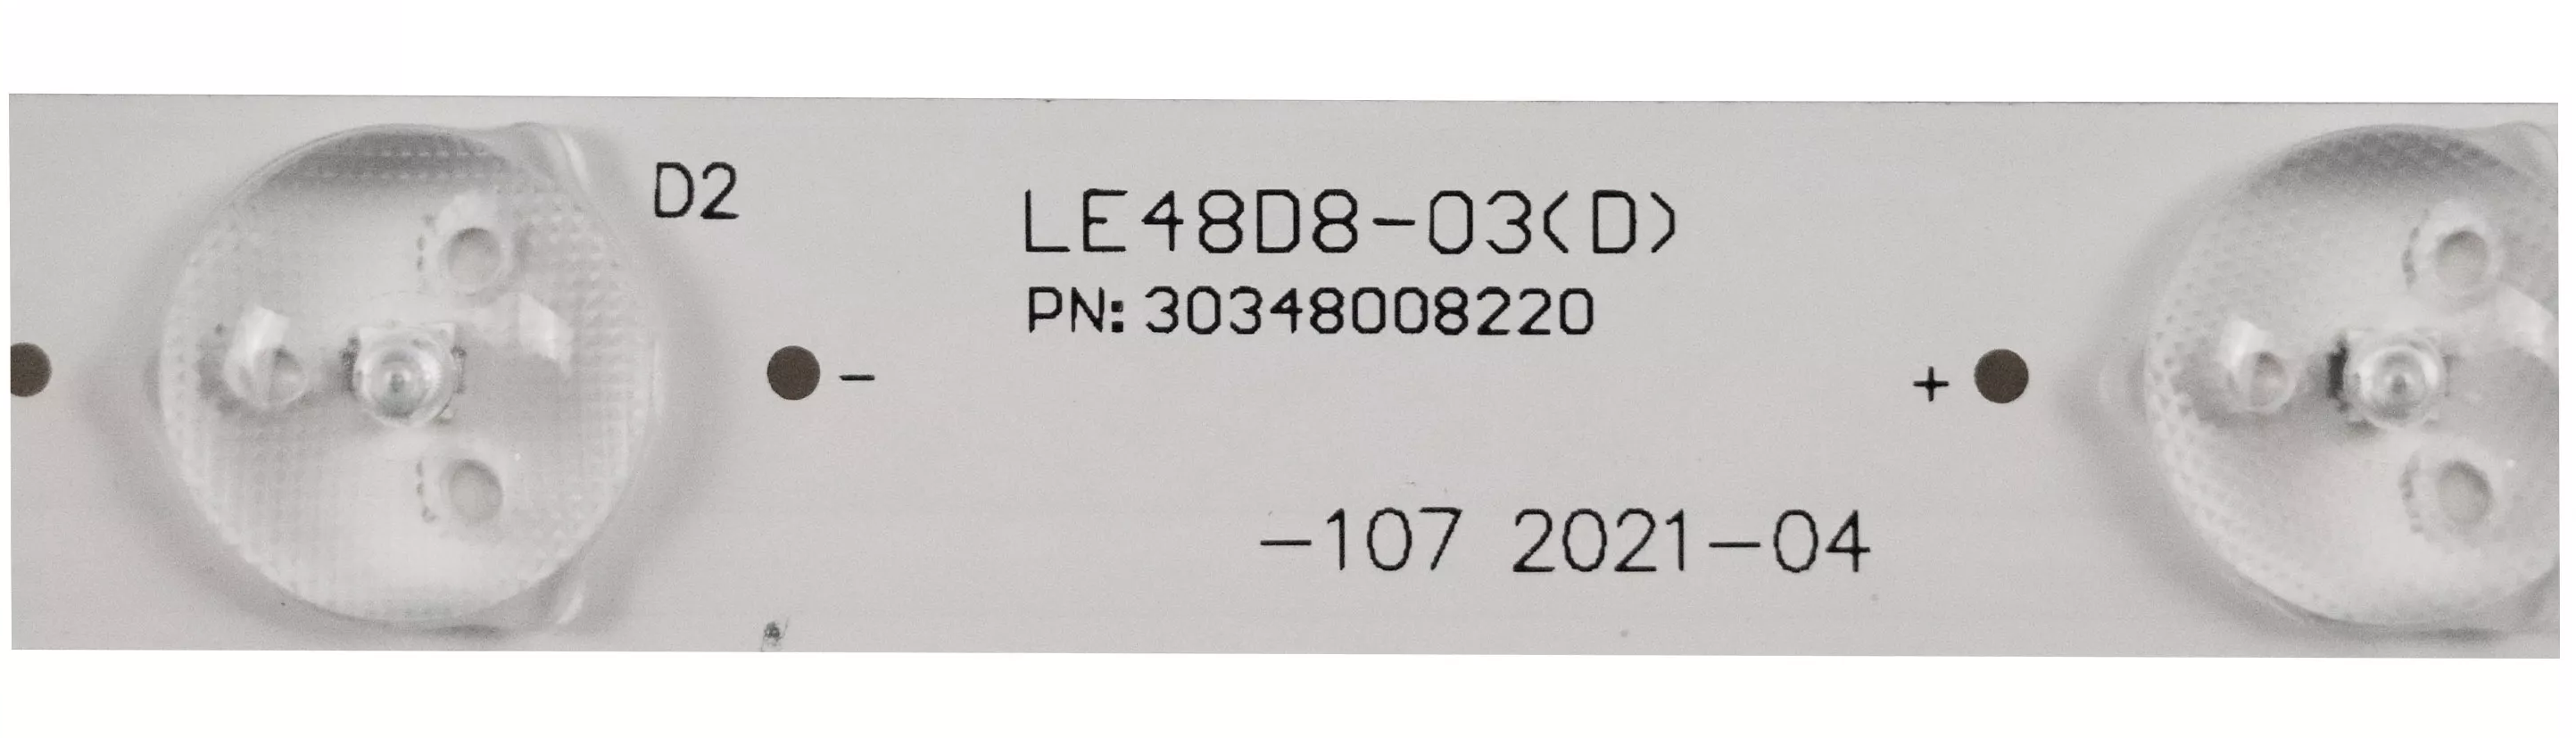 D2
LE48D8-03(D)
PN: 30348008220
-
+
-107 2021-04